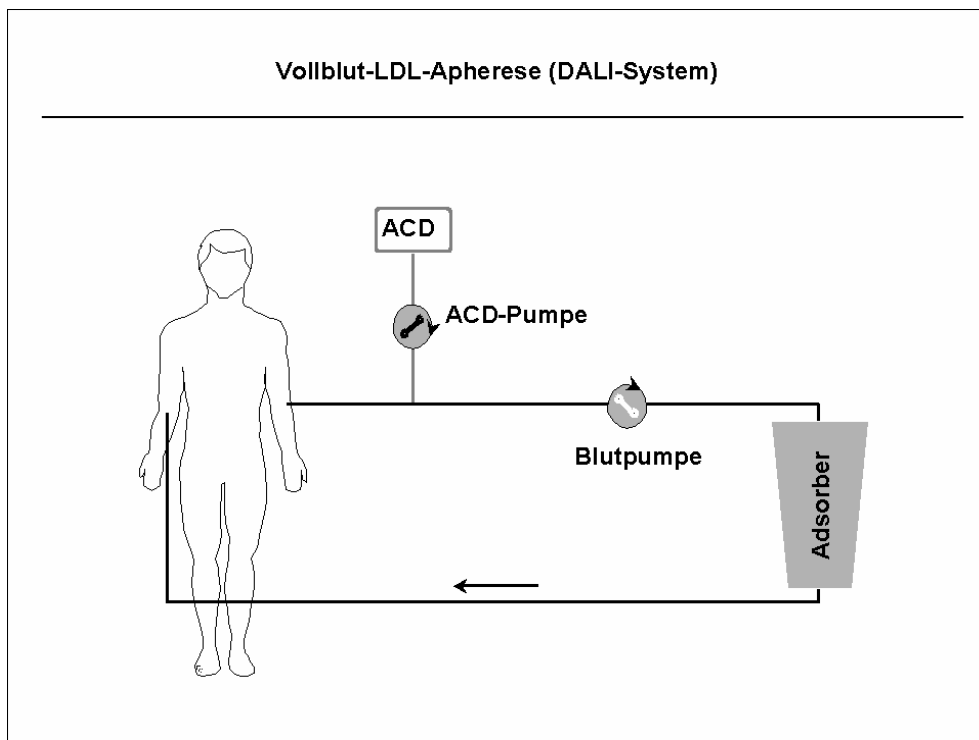 Vollblut-LDL-Apherese (DALI-System)
ACD
ACD-Pumpe
Blutpumpe
Adsorber